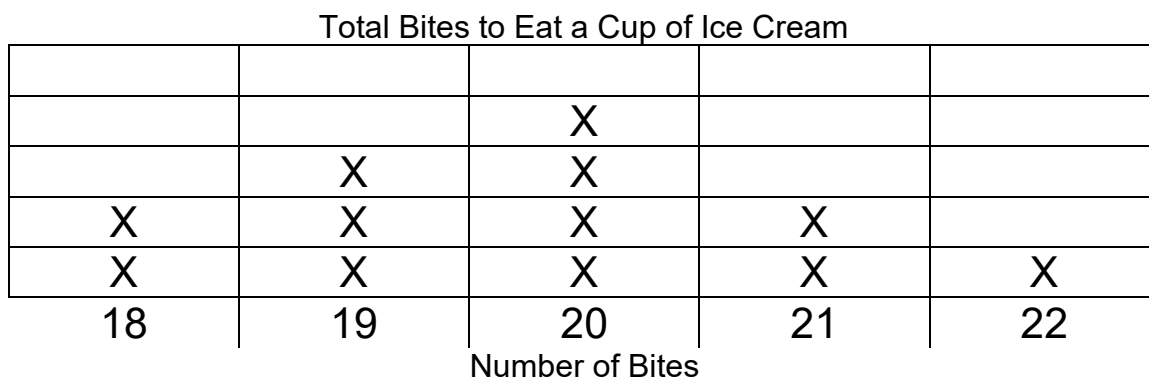 Total Bites to Eat a Cup of Ice Cream
X
X X
X X X X
X X X X X
18 19 20 21 22
Number of Bites